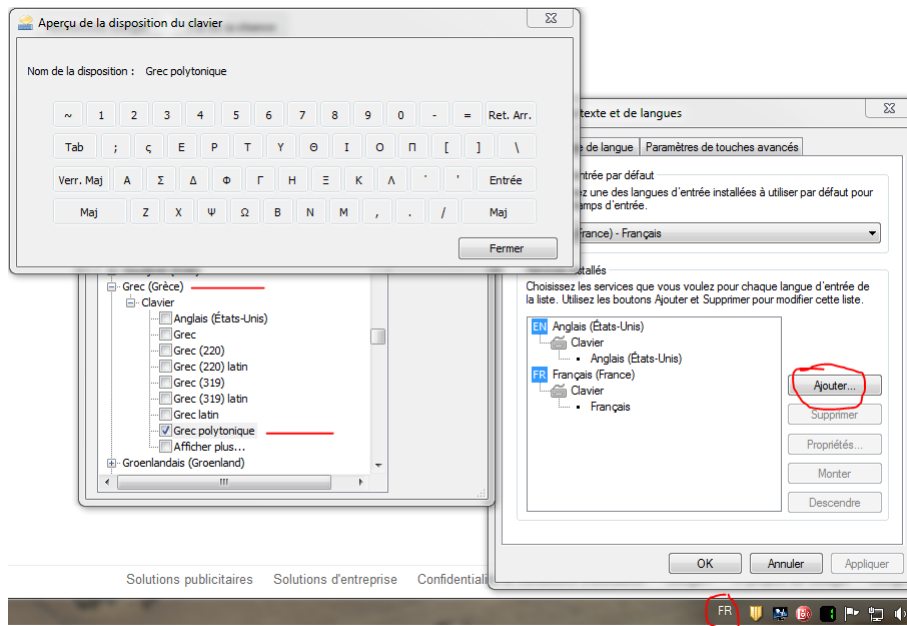 Aperçu de la disposition du clavier
Nom de la disposition : Grec polytonique
~ 1 2 3 4 5 6 7 8 9 0 - = Ret. Arr.
Tab ; ς Ε Ρ Τ Υ Θ Ι Ο Π [ ] \
Verr. Maj Α Σ Δ Φ Γ Η Ξ Κ Λ ΄ ' Entrée
Maj Ζ Χ Ψ Ω Β Ν Μ , . / Maj
Fermer
Grec (Grèce)
Clavier
Anglais (États-Unis)
Grec
Grec (220)
Grec (220) latin
Grec (319)
Grec (319) latin
Grec latin
Grec polytonique
Afficher plus...
Groenlandais (Groenland)
texte et de langues
de langue
Paramètres de touches avancés
ntrée par défaut
z une des langues d'entrée installées à utiliser par défaut pour
amps d'entrée.
France) - Français
stallés
Choisissez les services que vous voulez pour chaque langue d'entrée de
la liste. Utilisez les boutons Ajouter et Supprimer pour modifier cette liste.
EN Anglais (États-Unis)
Clavier
• Anglais (États-Unis)
FR Français (France)
Clavier
• Français
Ajouter...
Supprimer
Propriétés...
Monter
Descendre
OK Annuler Appliquer
Solutions publicitaires Solutions d'entreprise Confidentiali
FR